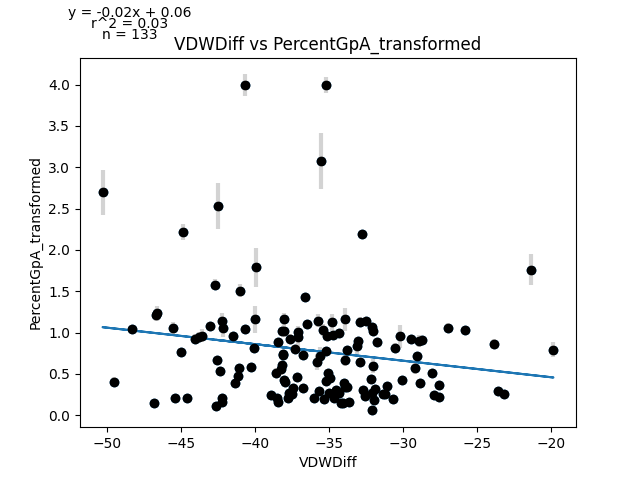 y = -0.02x + 0.06
r^2 = 0.03
n = 133
VDWDiff vs PercentGpA_transformed
4.0
3.5
3.0
2.5
2.0
1.5
1.0
0.5
0.0
PercentGpA_transformed
−50 −45 −40 −35 −30 −25 −20
VDWDiff